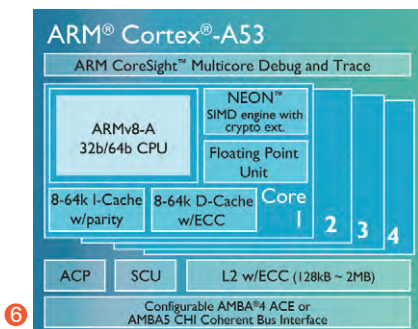 ARM® Cortex®-A53
ARM CoreSight™ Multicore Debug and Trace
ARMv8-A
32b/64b CPU
NEON™
SIMD engine with
crypto ext.
Floating Point
Unit
8-64k I-Cache
w/parity
8-64k D-Cache
w/ECC
Core
1
2
3
4
ACP
SCU
L2 w/ECC (128kB ~ 2MB)
6
Configurable AMBA®4 ACE or
AMBA5 CHI Coherent Bus Interface